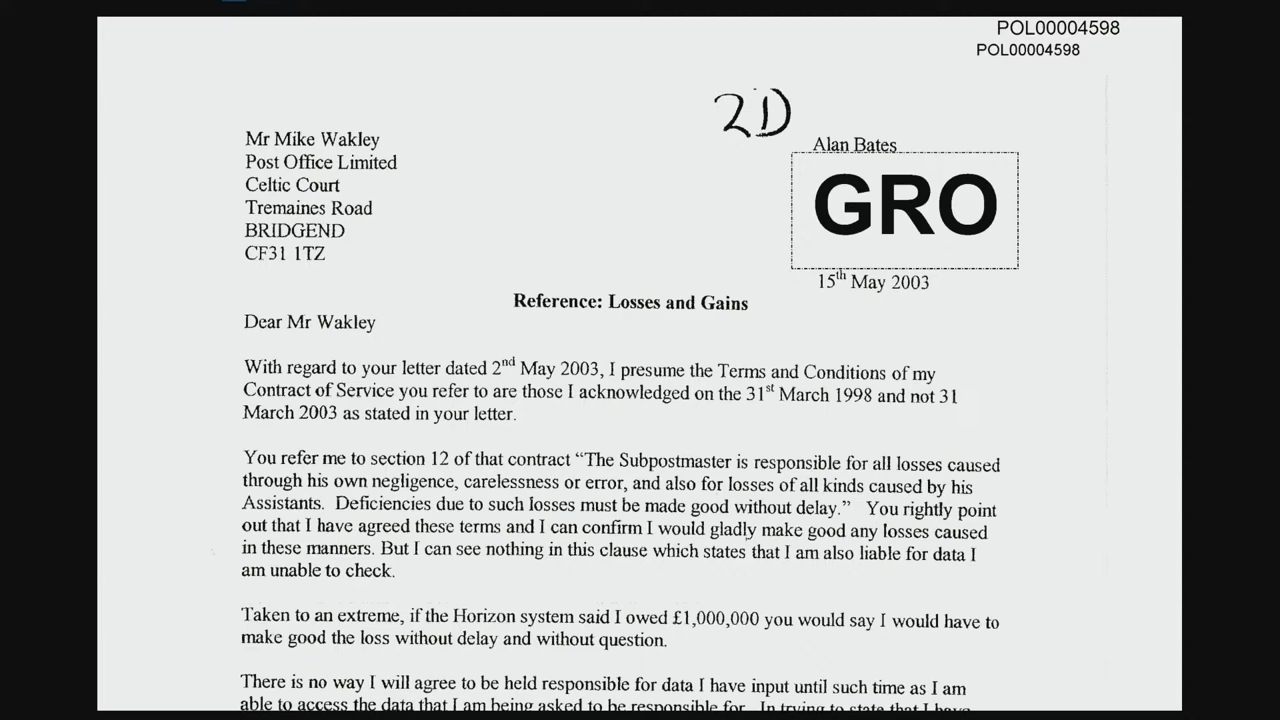 POL00004598
POL00004598
2D
Mr Mike Wakley
Post Office Limited
Celtic Court
Tremaines Road
BRIDGEND
CF31 1TZ
Alan Bates
GRO
15th May 2003
Reference: Losses and Gains
Dear Mr Wakley
With regard to your letter dated 2nd May 2003, I presume the Terms and Conditions of my
Contract of Service you refer to are those I acknowledged on the 31st March 1998 and not 31
March 2003 as stated in your letter.
You refer me to section 12 of that contract “The Subpostmaster is responsible for all losses caused
through his own negligence, carelessness or error, and also for losses of all kinds caused by his
Assistants. Deficiencies due to such losses must be made good without delay.” You rightly point
out that I have agreed these terms and I can confirm I would gladly make good any losses caused
in these manners. But I can see nothing in this clause which states that I am also liable for data I
am unable to check.
Taken to an extreme, if the Horizon system said I owed £1,000,000 you would say I would have to
make good the loss without delay and without question.
There is no way I will agree to be held responsible for data I have input until such time as I am
able to access the data that I am being asked to be responsible for. In trying to state that I have